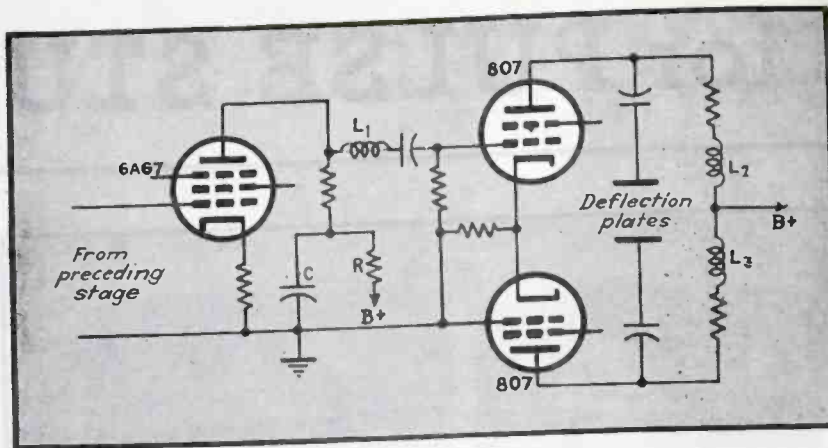 807
L1
6AG7
L2
Deflection
plates
B+
From
preceding
stage
C
R
B+
L3
807